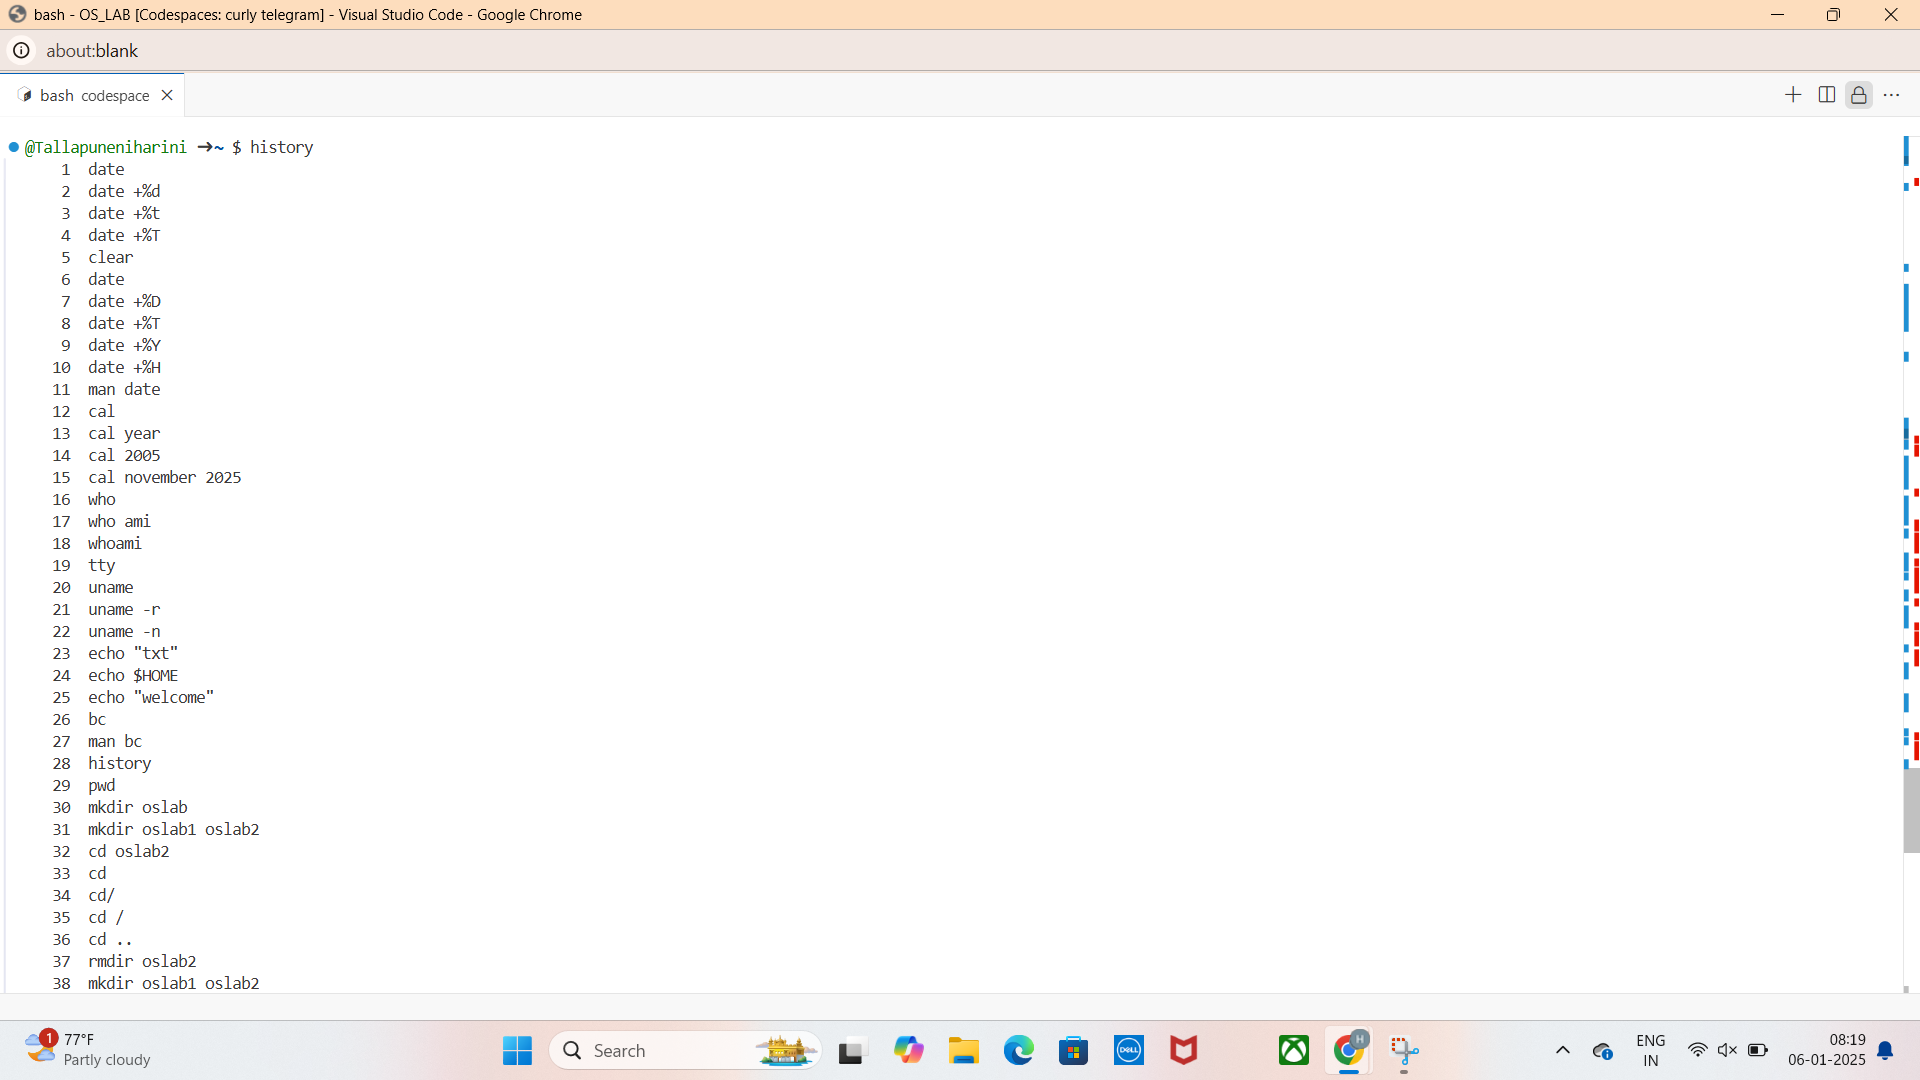 bash - OS_LAB [Codespaces: curly telegram] - Visual Studio Code - Google Chrome
about:blank
bash codespace
@Tallapuneniharini →~ $ history
1 date
2 date +%d
3 date +%t
4 date +%T
5 clear
6 date
7 date +%D
8 date +%T
9 date +%Y
10 date +%H
11 man date
12 cal
13 cal year
14 cal 2005
15 cal november 2025
16 who
17 who ami
18 whoami
19 tty
20 uname
21 uname -r
22 uname -n
23 echo "txt"
24 echo $HOME
25 echo "welcome"
26 bc
27 man bc
28 history
29 pwd
30 mkdir oslab
31 mkdir oslab1 oslab2
32 cd oslab2
33 cd
34 cd/
35 cd /
36 cd ..
37 rmdir oslab2
38 mkdir oslab1 oslab2
1
77°F
Partly cloudy
Search
DELL
H
ENG
IN
08:19
06-01-2025